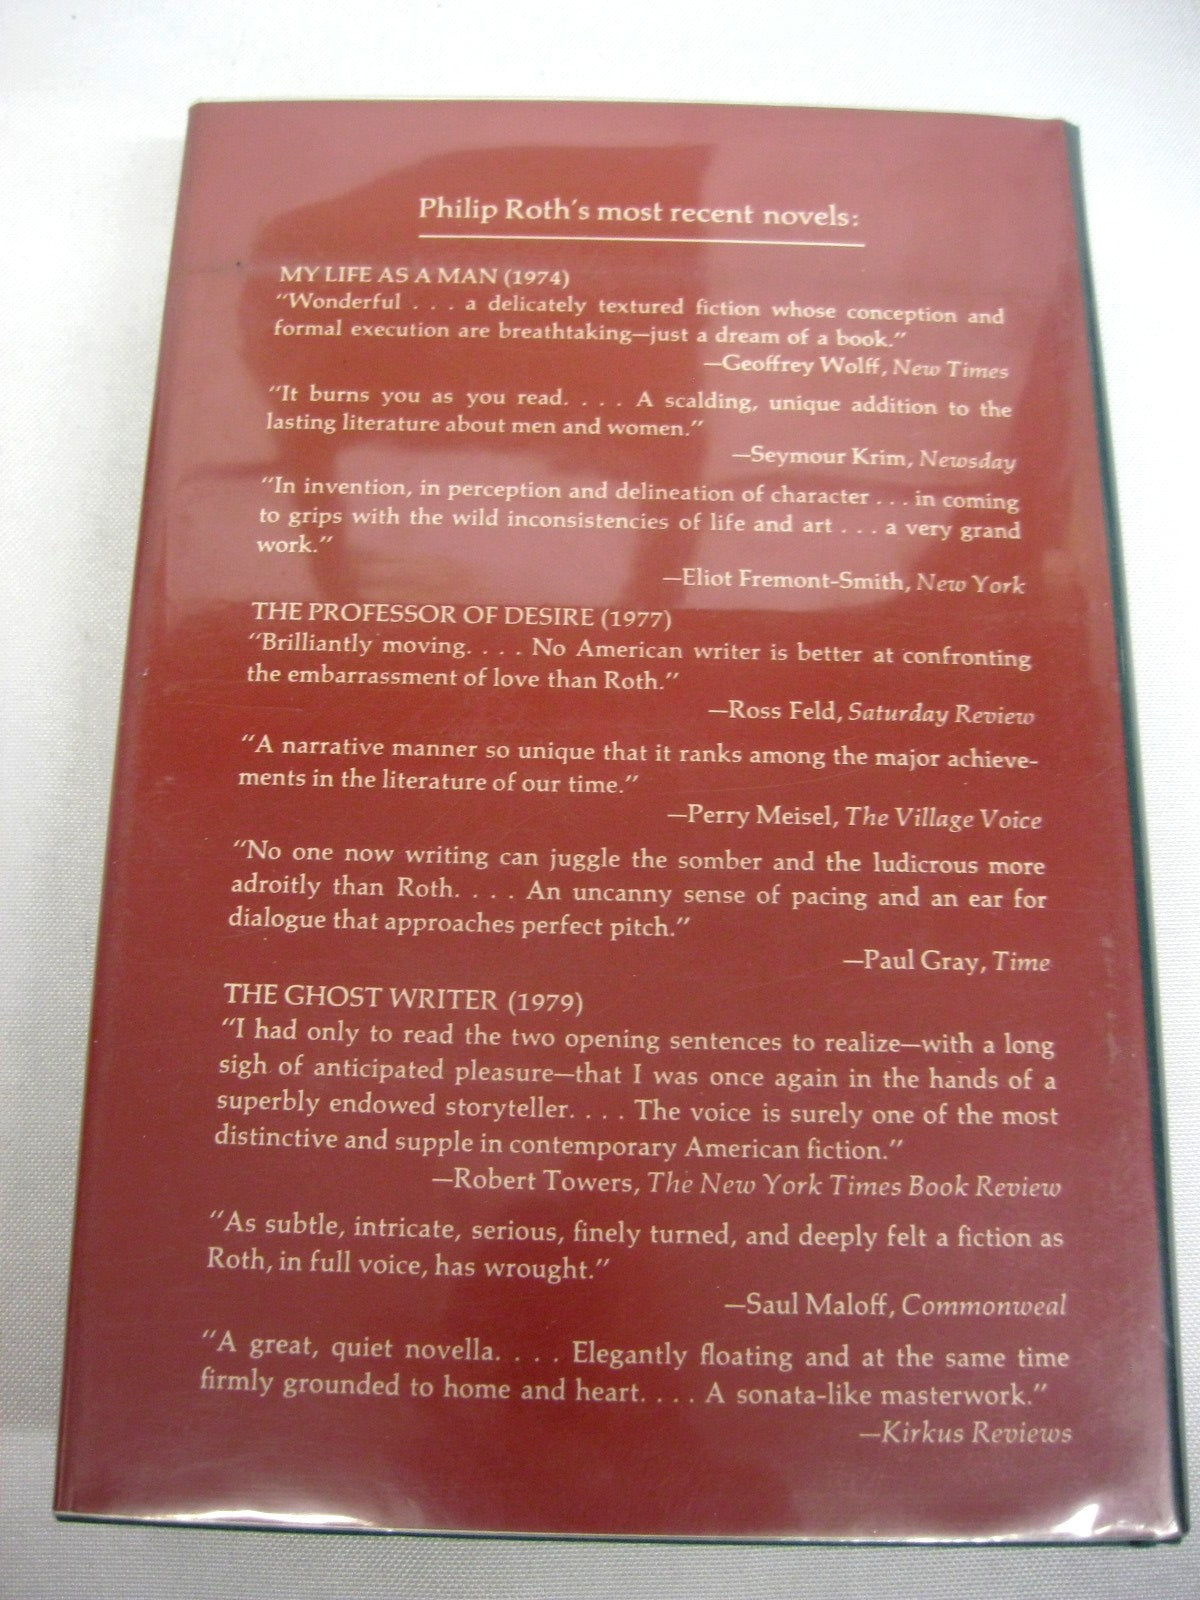 Philip Roth's most recent novels:
MY LIFE AS A MAN (1974)
"Wonderful . . . a delicately textured fiction whose conception and
formal execution are breathtaking—just a dream of a book."
—Geoffrey Wolff, New Times
"It burns you as you read. . . . A scalding, unique addition to the
lasting literature about men and women."
—Seymour Krim, Newsday
"In invention, in perception and delineation of character . . . in coming
to grips with the wild inconsistencies of life and art . . . a very grand
work."
—Eliot Fremont-Smith, New York
THE PROFESSOR OF DESIRE (1977)
"Brilliantly moving. . . . No American writer is better at confronting
the embarrassment of love than Roth."
—Ross Feld, Saturday Review
"A narrative manner so unique that it ranks among the major achieve-
ments in the literature of our time."
—Perry Meisel, The Village Voice
"No one now writing can juggle the somber and the ludicrous more
adroitly than Roth. . . . An uncanny sense of pacing and an ear for
dialogue that approaches perfect pitch."
—Paul Gray, Time
THE GHOST WRITER (1979)
"I had only to read the two opening sentences to realize—with a long
sigh of anticipated pleasure—that I was once again in the hands of a
superbly endowed storyteller. . . . The voice is surely one of the most
distinctive and supple in contemporary American fiction."
—Robert Towers, The New York Times Book Review
"As subtle, intricate, serious, finely turned, and deeply felt a fiction as
Roth, in full voice, has wrought."
—Saul Maloff, Commonweal
"A great, quiet novella. . . . Elegantly floating and at the same time
firmly grounded to home and heart. . . . A sonata-like masterwork."
—Kirkus Reviews